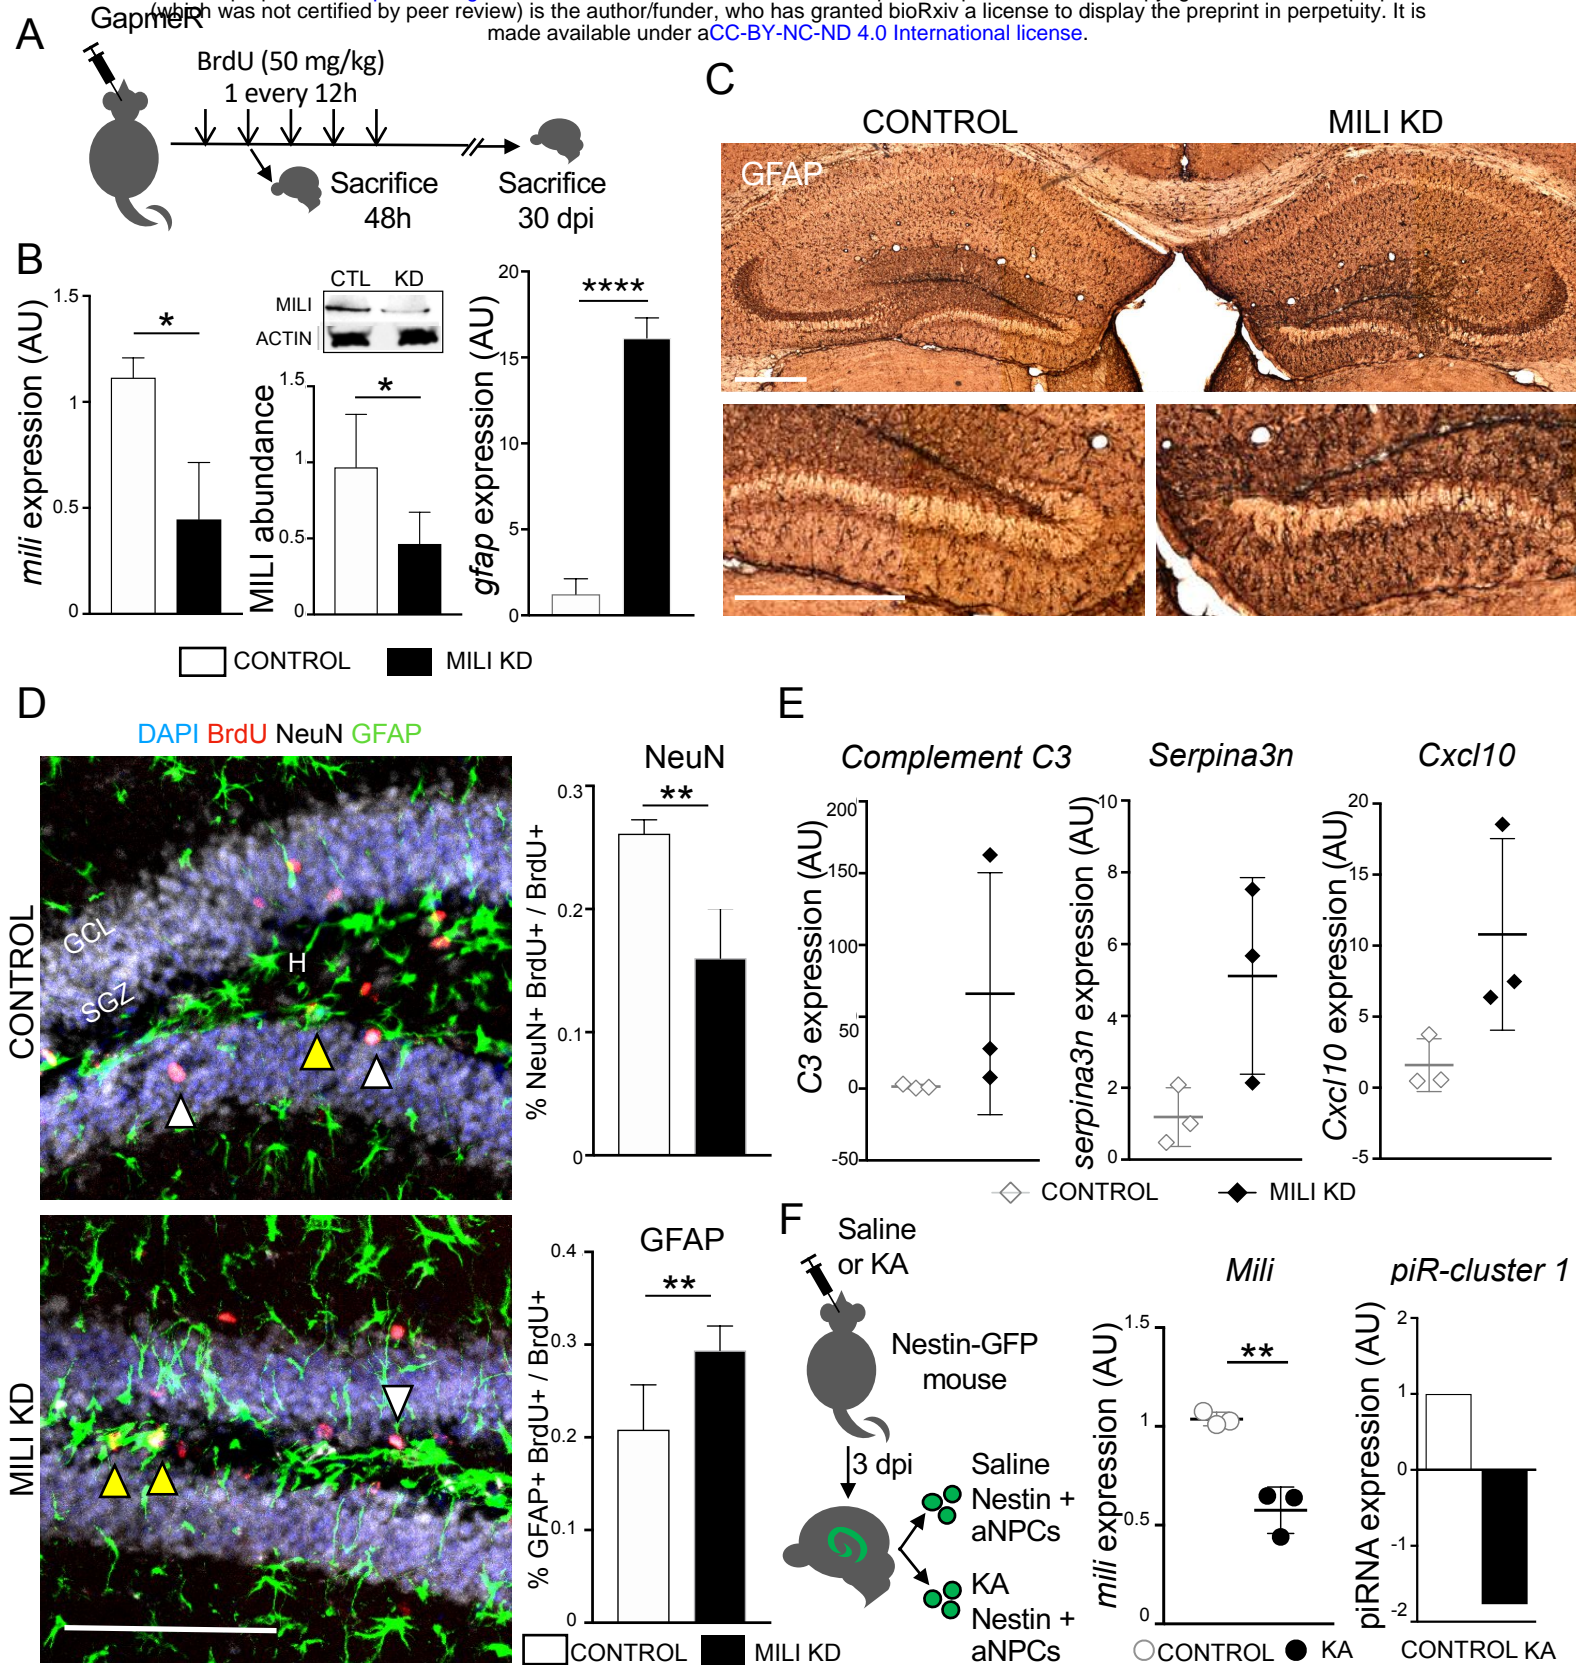 (which was not certified by peer review) is the author/funder, who has granted bioRxiv a license to display the preprint in perpetuity. It is
made available under aCC-BY-NC-ND 4.0 International license.
A
GapmeR
BrdU (50 mg/kg)
1 every 12h
Sacrifice
48h
Sacrifice
30 dpi
B
mili expression (AU)
1.5
1
0.5
0
*
CTL KD
MILI
ACTIN
MILI abundance
1.5
1
0.5
0
*
gfap expression (AU)
20
15
10
5
0
****
CONTROL
MILI KD
C
CONTROL
MILI KD
GFAP
D
DAPI BrdU NeuN GFAP
CONTROL
GCL
SGZ
H
MILI KD
NeuN
% NeuN+ BrdU+ / BrdU+
0.3
0.2
0.1
0
**
GFAP
% GFAP+ BrdU+ / BrdU+
0.4
0.3
0.2
0.1
0
**
CONTROL
MILI KD
E
Complement C3
C3 expression (AU)
200
150
100
50
0
-50
Serpina3n
serpina3n expression (AU)
10
8
6
4
2
0
Cxcl10
Cxcl10 expression (AU)
20
15
10
5
0
-5
CONTROL
MILI KD
F
Saline
or KA
Nestin-GFP
mouse
3 dpi
Saline
Nestin +
aNPCs
KA
Nestin +
aNPCs
Mili
mili expression (AU)
1.5
1
0.5
0
**
CONTROL
KA
piR-cluster 1
piRNA expression (AU)
2
1
0
-1
-2
CONTROL KA